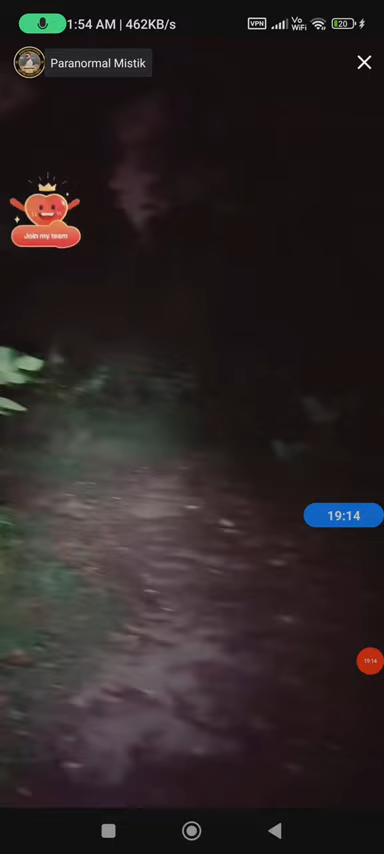 1:54 AM | 462KB/s
VPN
Vo
WiFi
20
Paranormal Mistik
Join my team
19:14
19:14